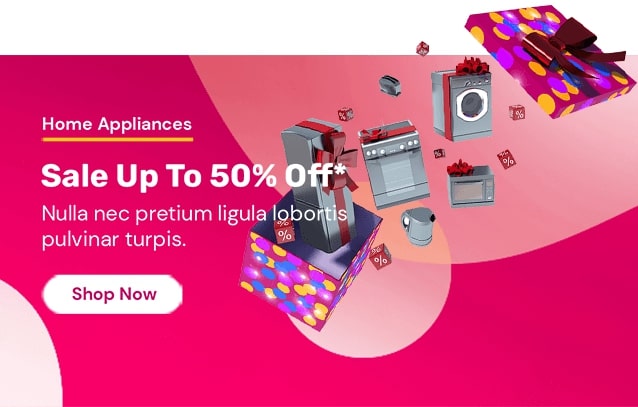 Home Appliances
Sale Up To 50% Off*
Nulla nec pretium ligula lobortis
pulvinar turpis.
Shop Now
%
%
%
%
%